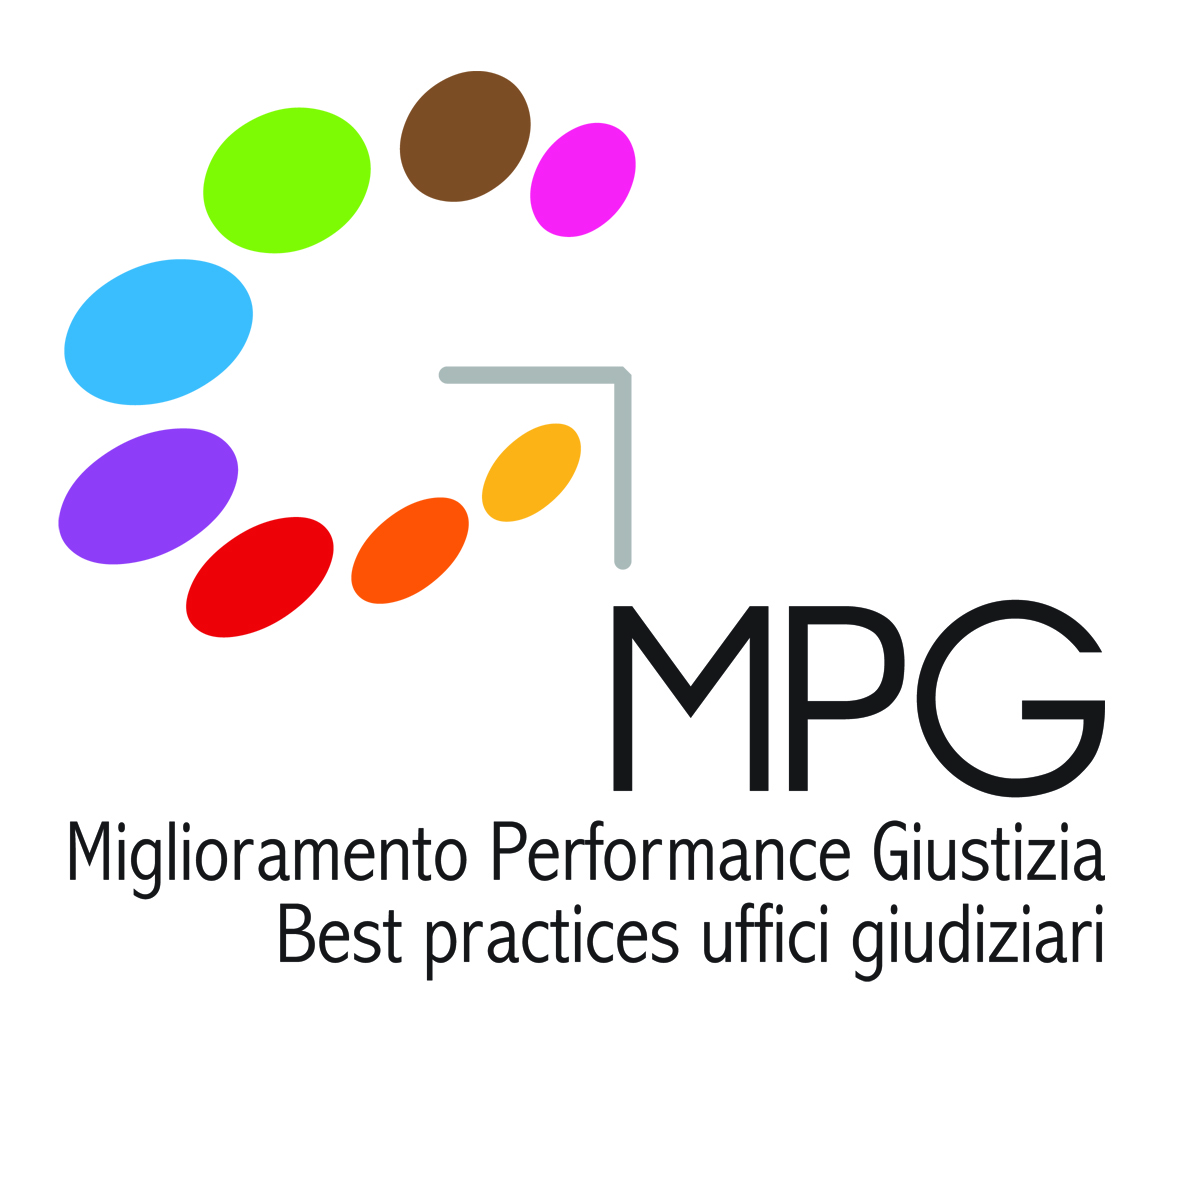 MPG
Miglioramento Performance Giustizia
Best practices uffici giudiziari